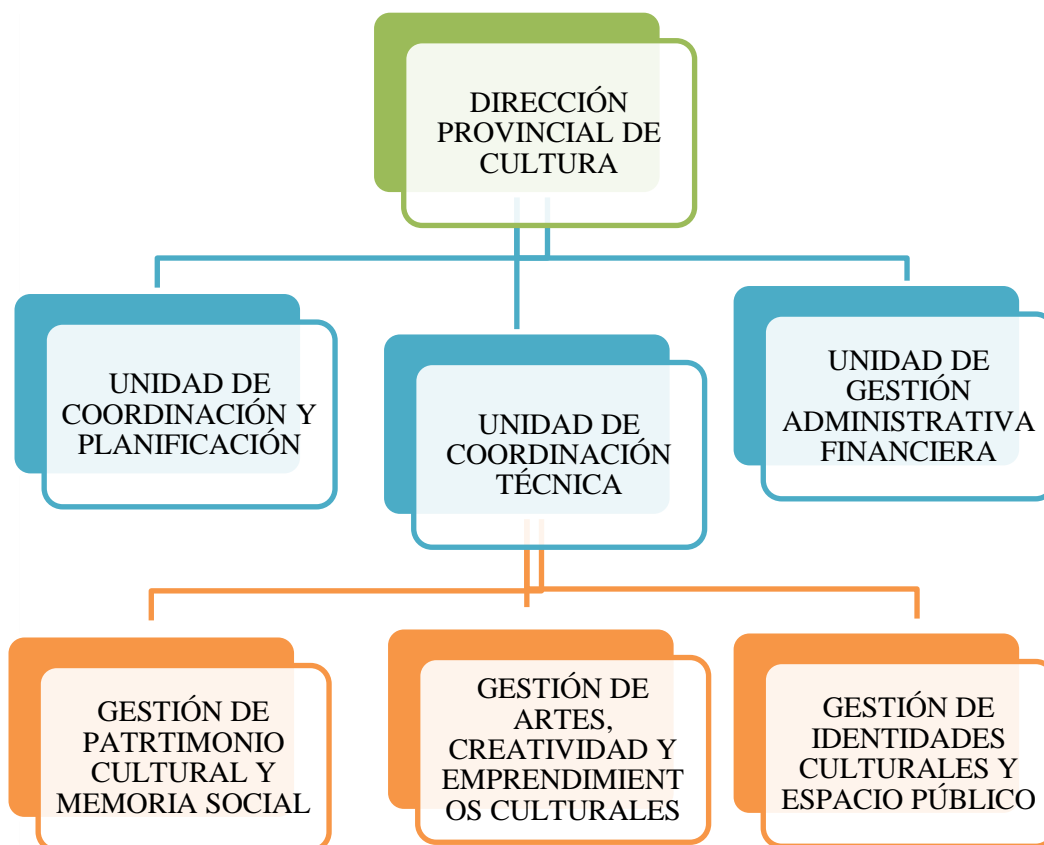 DIRECCIÓN
PROVINCIAL DE
CULTURA
UNIDAD DE
COORDINACIÓN Y
PLANIFICACIÓN
UNIDAD DE
COORDINACIÓN
TÉCNICA
UNIDAD DE
GESTIÓN
ADMINISTRATIVA
FINANCIERA
GESTIÓN DE
PATRTIMONIO
CULTURAL Y
MEMORIA SOCIAL
GESTIÓN DE
ARTES,
CREATIVIDAD Y
EMPRENDIMIENT
OS CULTURALES
GESTIÓN DE
IDENTIDADES
CULTURALES Y
ESPACIO PÚBLICO